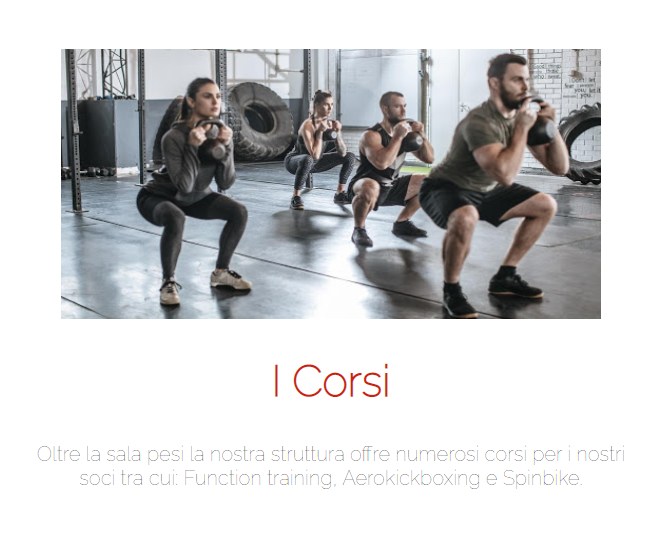 I Corsi
Oltre la sala pesi la nostra struttura offre numerosi corsi per i nostri
soci tra cui: Function training, Aerokickboxing e Spinbike.